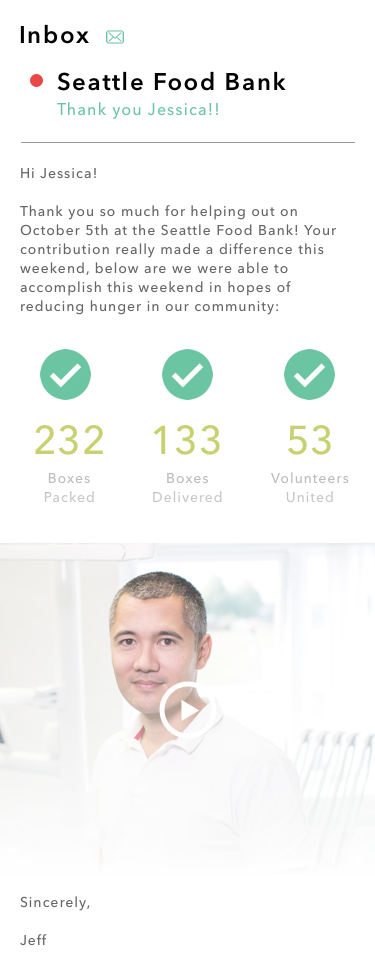 Inbox
Seattle Food Bank
Thank you Jessica!!
Hi Jessica!
Thank you so much for helping out on
October 5th at the Seattle Food Bank! Your
contribution really made a difference this
weekend, below are we were able to
accomplish this weekend in hopes of
reducing hunger in our community:
232 133 53
Boxes Boxes Volunteers
Packed Delivered United
Sincerely,
Jeff